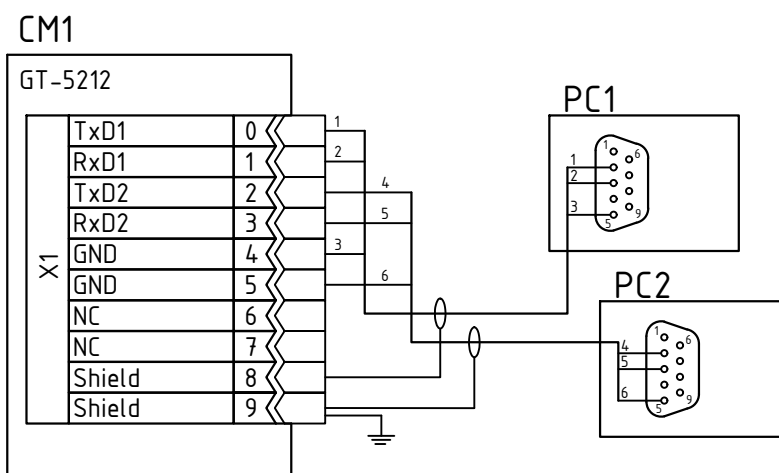 CM1
GT-5212
X1
TxD1 0 1
RxD1 1 2
TxD2 2 4
RxD2 3 5
GND 4 3
GND 5 6
NC 6
NC 7
Shield 8
Shield 9
PC1
1 6
1
2
3
5 9
PC2
1 6
4
5
6
5 9